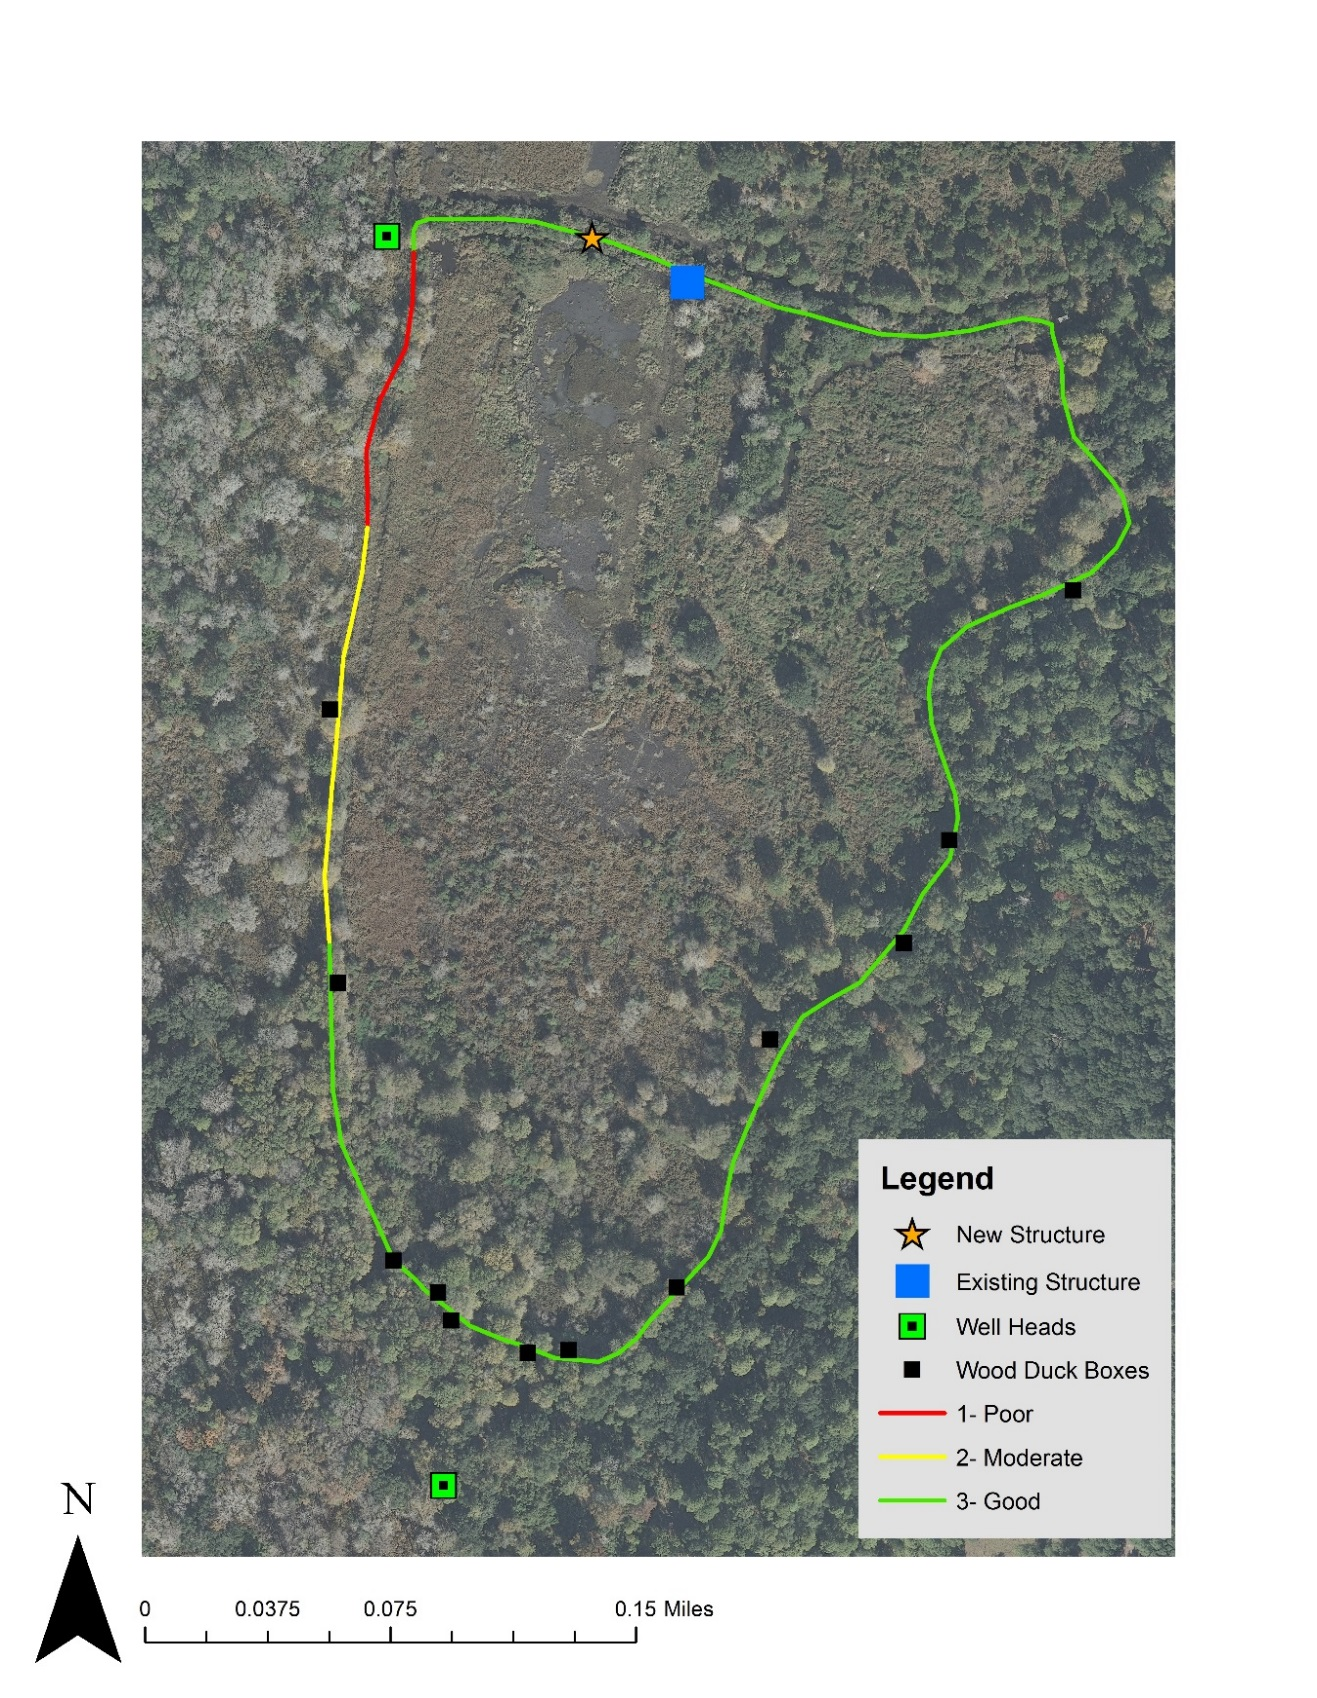 Legend
New Structure
Existing Structure
Well Heads
Wood Duck Boxes
1- Poor
2- Moderate
3- Good
N
0 0.0375 0.075 0.15 Miles